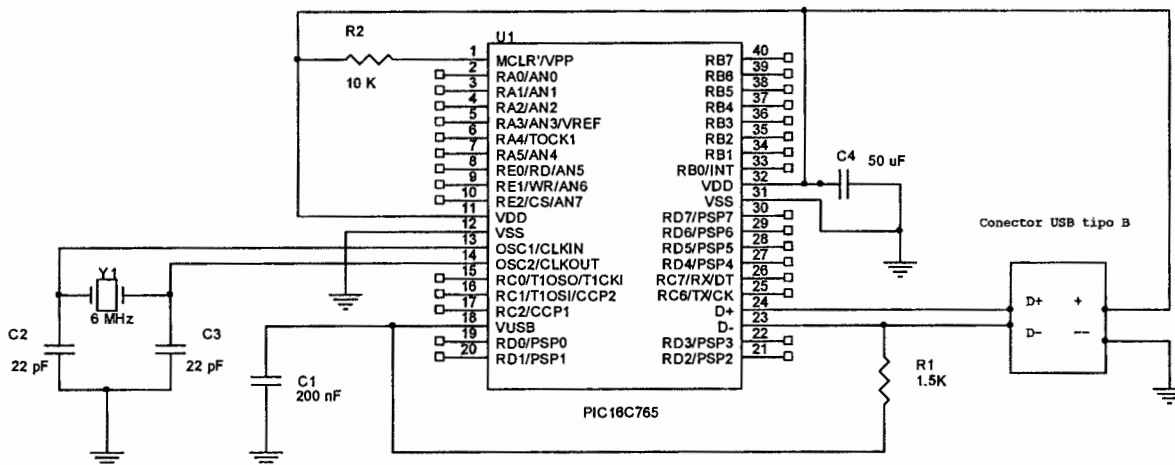 U1
R2
10 K
1 MCLR'/VPP
2 RA0/AN0
3 RA1/AN1
4 RA2/AN2
5 RA3/AN3/VREF
6 RA4/TOCK1
7 RA5/AN4
8 RE0/RD/AN5
9 RE1/WR/AN6
10 RE2/CS/AN7
11 VDD
12 VSS
13 OSC1/CLKIN
14 OSC2/CLKOUT
15 RC0/T1OSO/T1CKI
16 RC1/T1OSI/CCP2
17 RC2/CCP1
18 VUSB
19 RD0/PSP0
20 RD1/PSP1
RB7 40
RB6 39
RB5 38
RB4 37
RB3 36
RB2 35
RB1 34
RB0/INT 33
VDD 32
VSS 31
RD7/PSP7 30
RD6/PSP6 29
RD5/PSP5 28
RD4/PSP4 27
RC7/RX/DT 26
RC6/TX/CK 25
D+ 24
D- 23
RD3/PSP3 22
RD2/PSP2 21
PIC16C765
Y1
6 MHz
C2
22 pF
C3
22 pF
C1
200 nF
C4
50 uF
R1
1.5K
Conector USB tipo B
D+ +
D- --